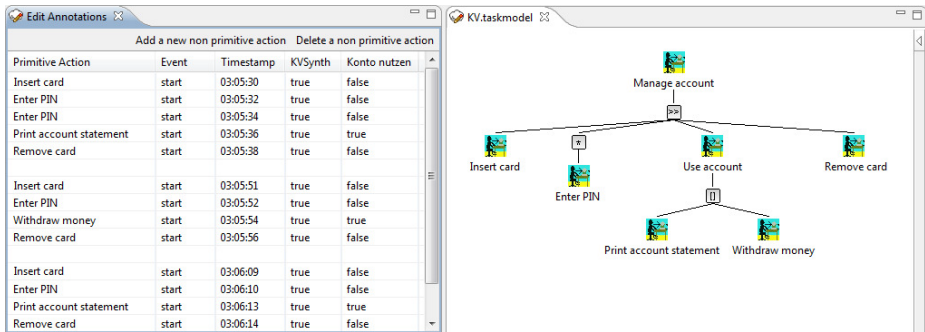 Edit Annotations
Add a new non primitive action Delete a non primitive action
Primitive Action Event Timestamp KVSynth Konto nutzen
Insert card start 03:05:30 true false
Enter PIN start 03:05:32 true false
Enter PIN start 03:05:34 true false
Print account statement start 03:05:36 true true
Remove card start 03:05:38 true false
Insert card start 03:05:51 true false
Enter PIN start 03:05:52 true false
Withdraw money start 03:05:54 true true
Remove card start 03:05:56 true false
Insert card start 03:06:09 true false
Enter PIN start 03:06:10 true false
Print account statement start 03:06:13 true true
Remove card start 03:06:14 true false
KV.taskmodel
Manage account
>>
Insert card
*
Enter PIN
Use account
Remove card
[]
Print account statement Withdraw money